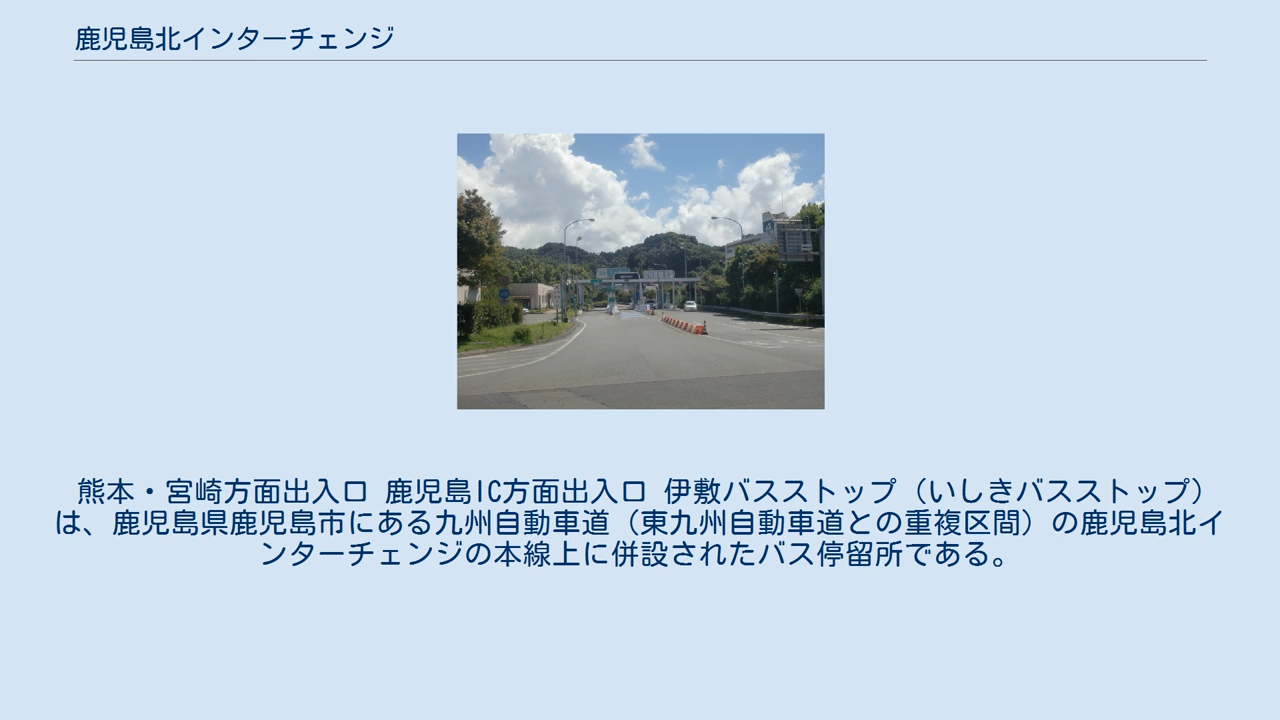 鹿児島北インターチェンジ
熊本・宮崎方面出入口 鹿児島IC方面出入口 伊敷バスストップ（いしきバスストップ）
は、鹿児島県鹿児島市にある九州自動車道（東九州自動車道との重複区間）の鹿児島北イ
ンターチェンジの本線上に併設されたバス停留所である。